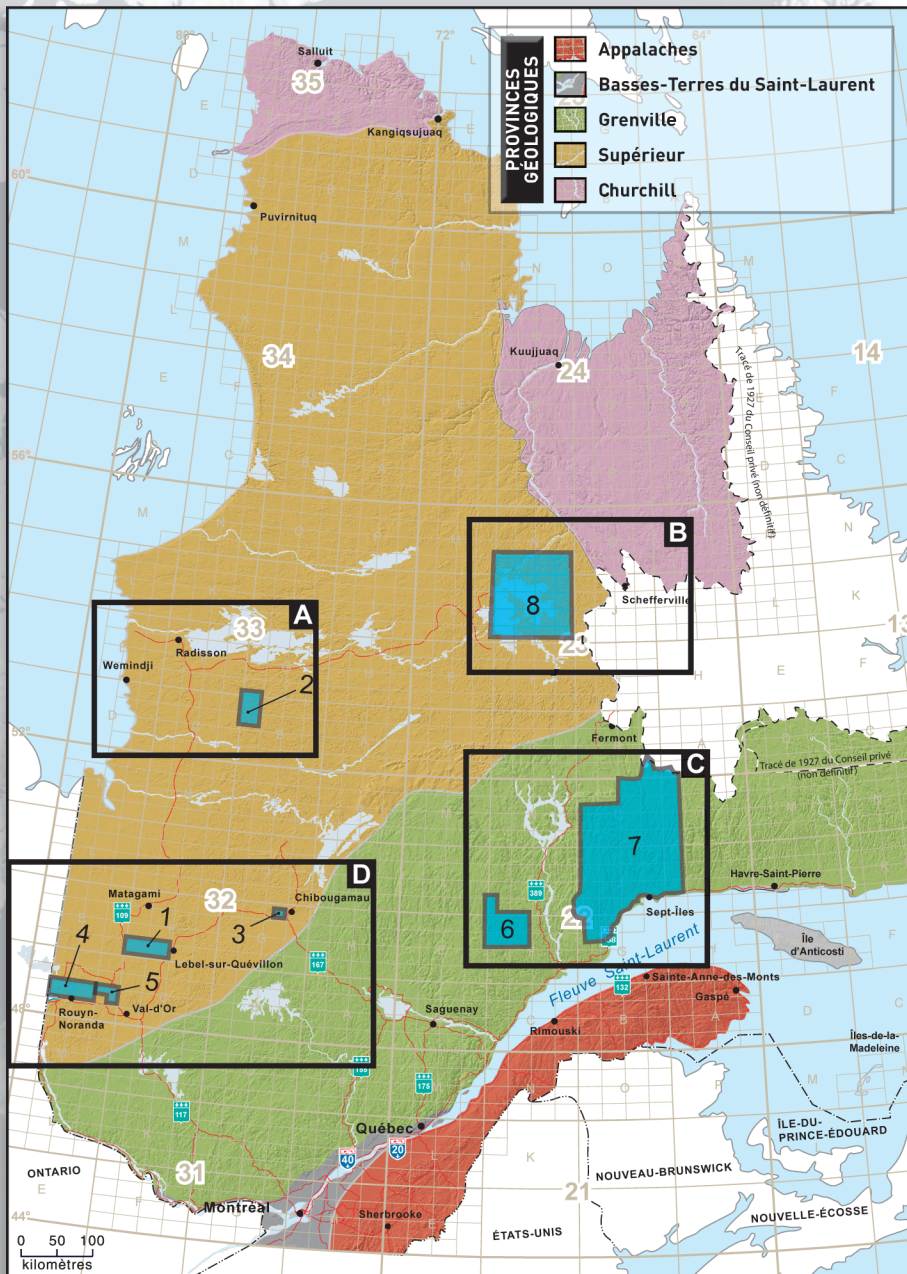 80°
72°
64°
PROVINCES
GÉOLOGIQUES
Appalaches
Basses-Terres du Saint-Laurent
Grenville
Supérieur
Churchill
Salluit
35
Kangiqsujuaq
60°
Puvirnituq
34
Kuujjuaq
24
14
Tracé de 1927 du Conseil privé (non définitif)
56°
B
8
Schefferville
23
13
A
33
Radisson
Wemindji
2
52°
Fermont
Tracé de 1927 du Conseil privé
(non définitif)
C
7
389
6
22
138
Sept-Îles
Havre-Saint-Pierre
Île
d'Anticosti
D
Matagami
109
32
Chibougamau
3
1
4
5
Lebel-sur-Quévillon
167
48°
Rouyn-
Noranda
Val-d'Or
Fleuve Saint-Laurent
Sainte-Anne-des-Monts
132
Gaspé
Rimouski
Saguenay
Îles-de-la-
Madeleine
155
175
117
Québec
ÎLE-DU-
PRINCE-ÉDOUARD
40
20
ONTARIO
31
NOUVEAU-BRUNSWICK
21
Montréal
Sherbrooke
ÉTATS-UNIS
NOUVELLE-ÉCOSSE
44°
0 50 100
kilomètres